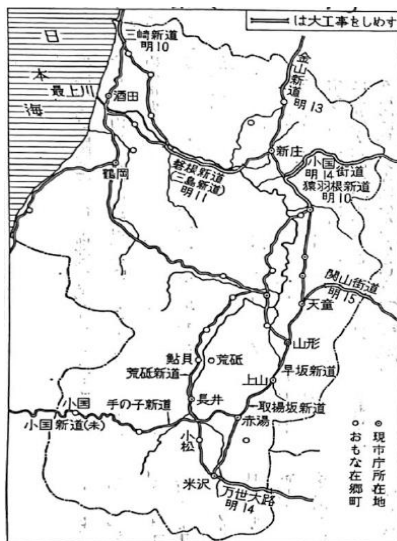 は大工事をしめす
日本海
三崎新道
明10
最上川
酒田
金山新道
明13
新庄
小国街道
明14
猿羽根新道
明10
磐根新道
(三島新道)
明11
鶴岡
関山街道
明15
天童
山形
鮎貝
荒砥
荒砥新道
上山
早坂新道
長井
取揚坂新道
赤湯
小国
手の子新道
小国新道(未)
小松
米沢
万世大路
明14
◎現市庁所在地
○おもな在郷町